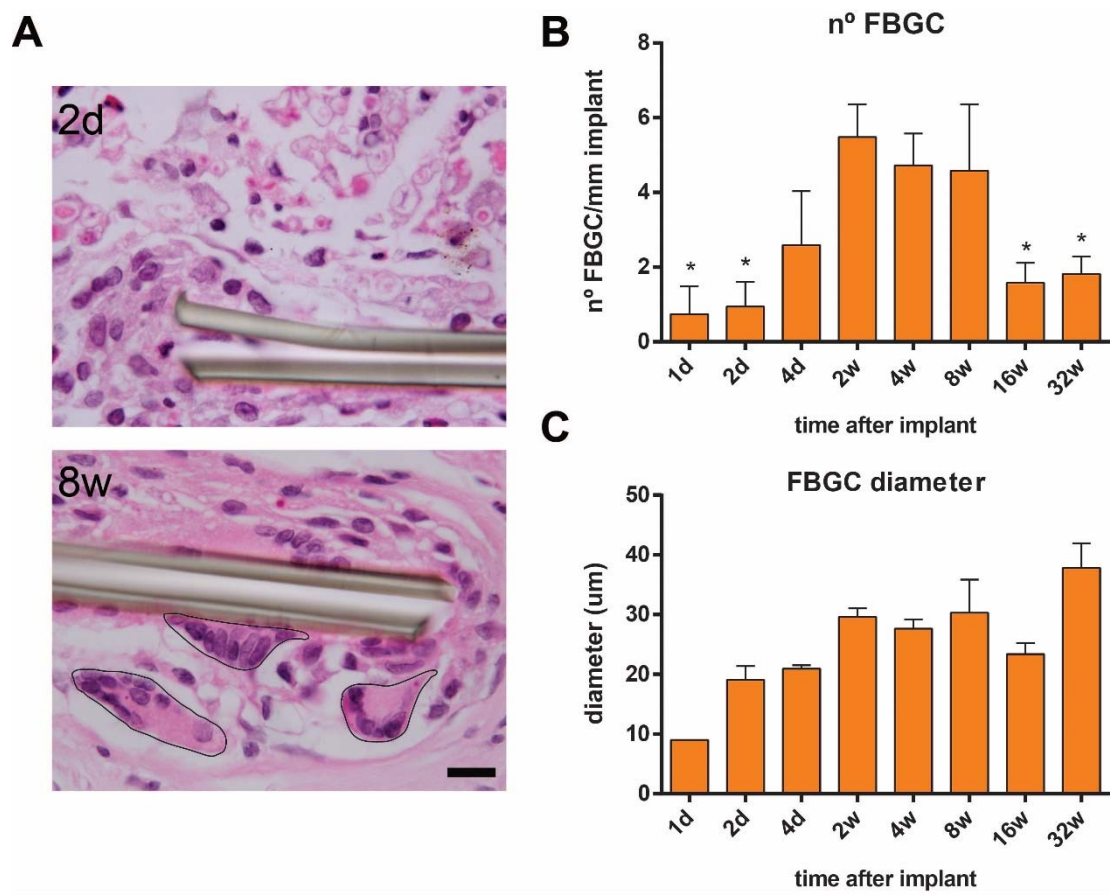 A
2d
8w
B
nº FBGC
nº FBGC/mm implant
8
6
4
2
0
* * * *
1d 2d 4d 2w 4w 8w 16w 32w
time after implant
C
FBGC diameter
diameter (um)
50
40
30
20
10
0
1d 2d 4d 2w 4w 8w 16w 32w
time after implant